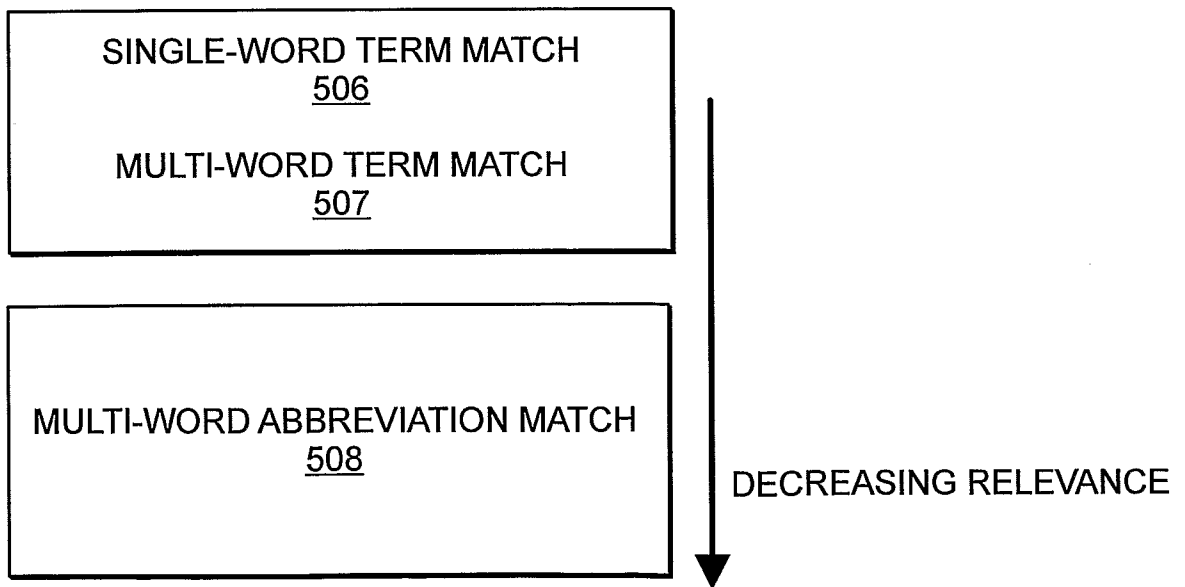 SINGLE-WORD TERM MATCH
506
MULTI-WORD TERM MATCH
507
MULTI-WORD ABBREVIATION MATCH
508
DECREASING RELEVANCE